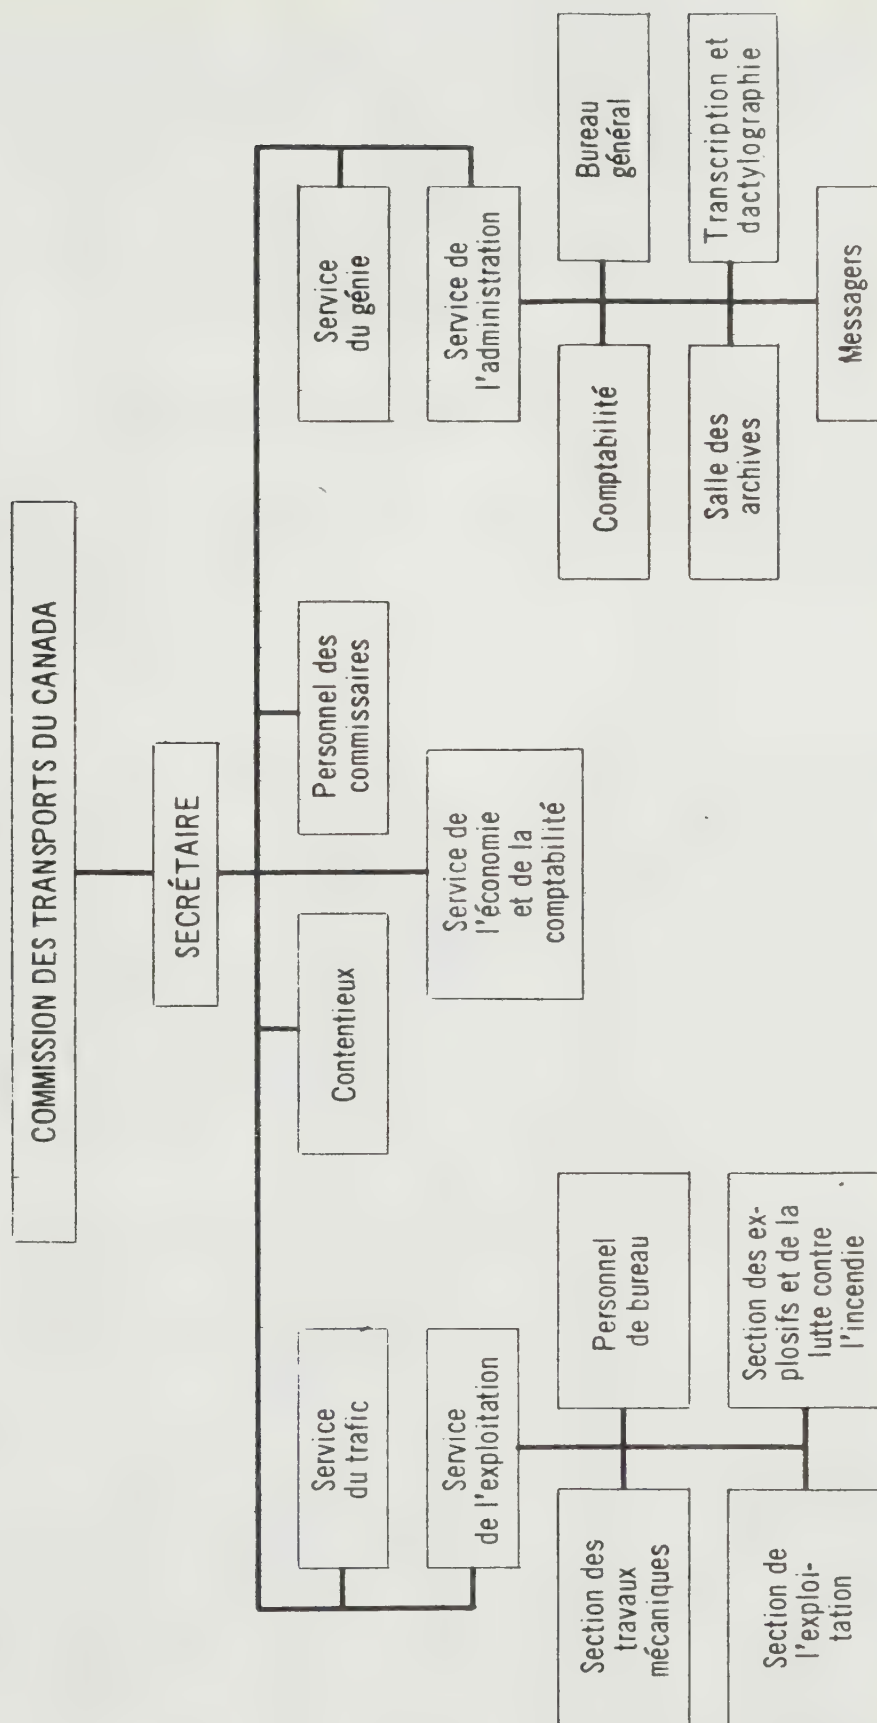 COMMISSION DES TRANSPORTS DU CANADA
SECRÉTAIRE
Service
du trafic
Contentieux
Personnel des
commissaires
Service
du génie
Service
de l'exploitation
Service de
l'économie
et de la
comptabilité
Service de
l'administration
Section des
travaux
mécaniques
Personnel
de bureau
Comptabilité
Bureau
général
Section de
l'exploi-
tation
Section des ex-
plosifs et de la
lutte contre
l'incendie
Salle des
archives
Transcription et
dactylographie
Messagers